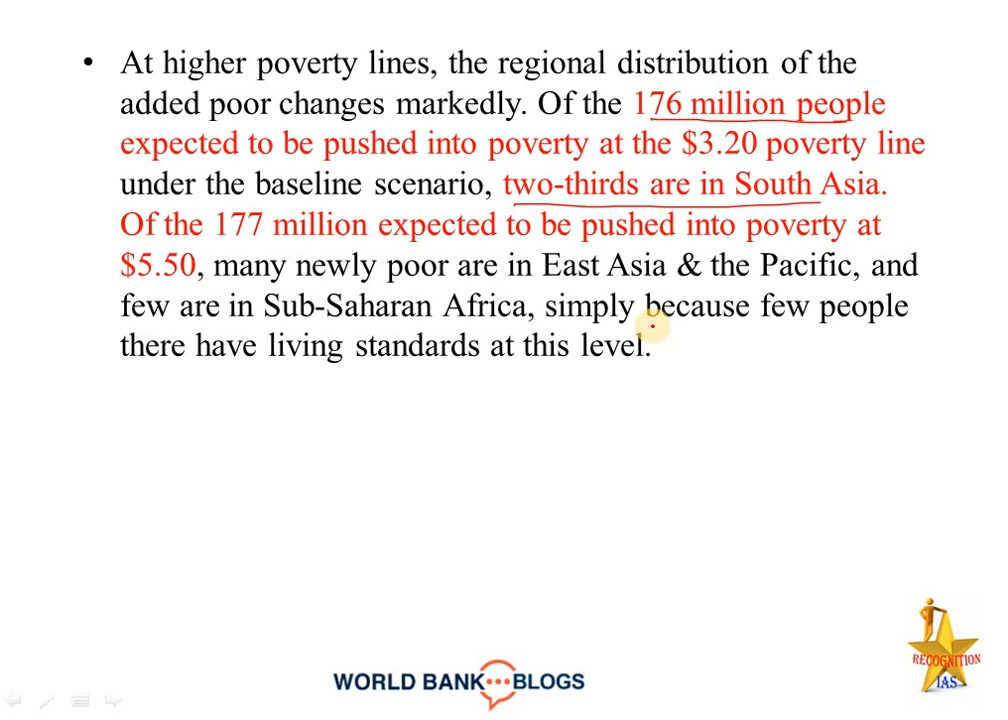 • At higher poverty lines, the regional distribution of the
added poor changes markedly. Of the 176 million people
expected to be pushed into poverty at the $3.20 poverty line
under the baseline scenario, two-thirds are in South Asia.
Of the 177 million expected to be pushed into poverty at
$5.50, many newly poor are in East Asia & the Pacific, and
few are in Sub-Saharan Africa, simply because few people
there have living standards at this level.
RECOGNITION
IAS
WORLD BANK BLOGS